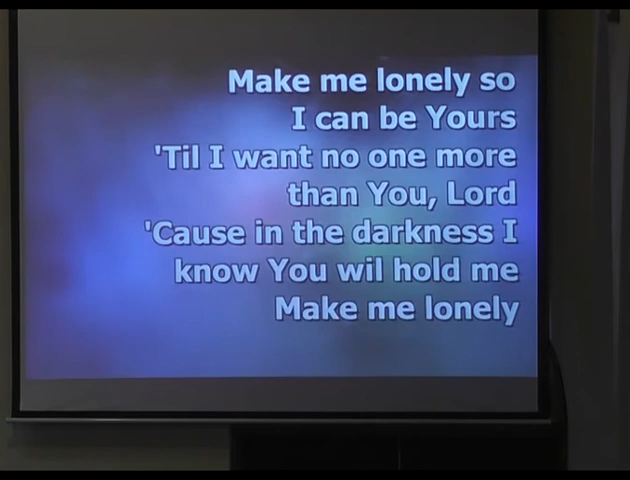 Make me lonely so
I can be Yours
'Til I want no one more
than You, Lord
'Cause in the darkness I
know You wil hold me
Make me lonely